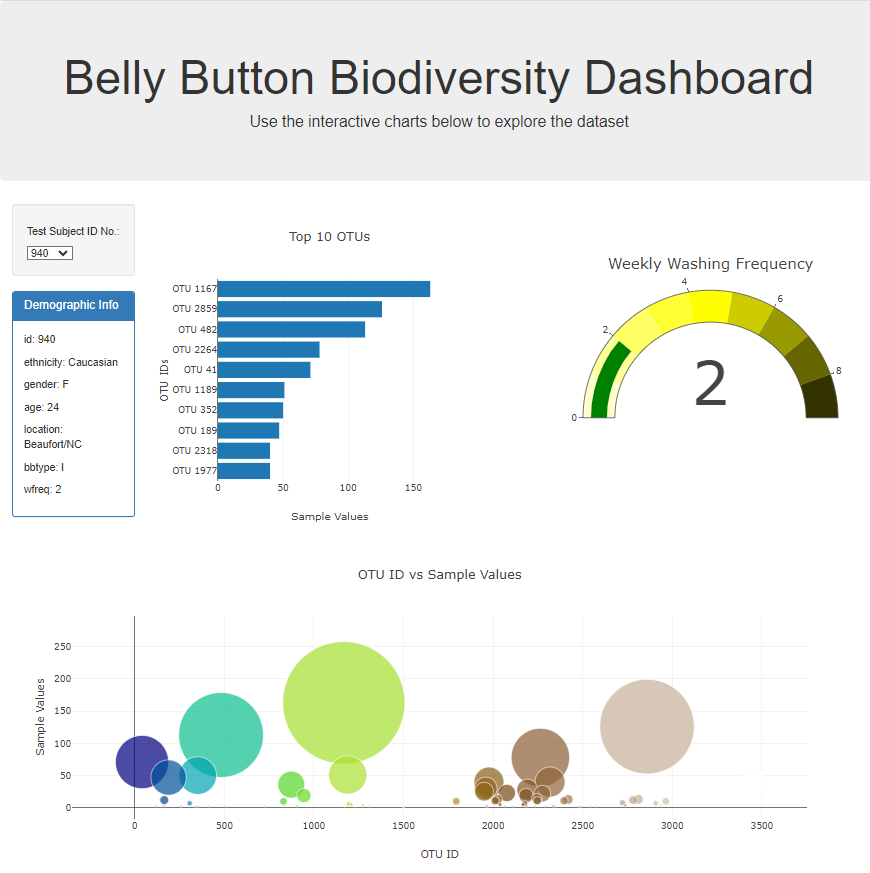 Belly Button Biodiversity Dashboard
Use the interactive charts below to explore the dataset
Test Subject ID No.:
940
Demographic Info
id: 940
ethnicity: Caucasian
gender: F
age: 24
location:
Beaufort/NC
bbtype: I
wfreq: 2
Top 10 OTUs
OTU IDs
OTU 1167
OTU 2859
OTU 482
OTU 2264
OTU 41
OTU 1189
OTU 352
OTU 189
OTU 2318
OTU 1977
0 50 100 150
Sample Values
Weekly Washing Frequency
0 2 4 6 8
2
OTU ID vs Sample Values
Sample Values
250
200
150
100
50
0
0 500 1000 1500 2000 2500 3000 3500
OTU ID